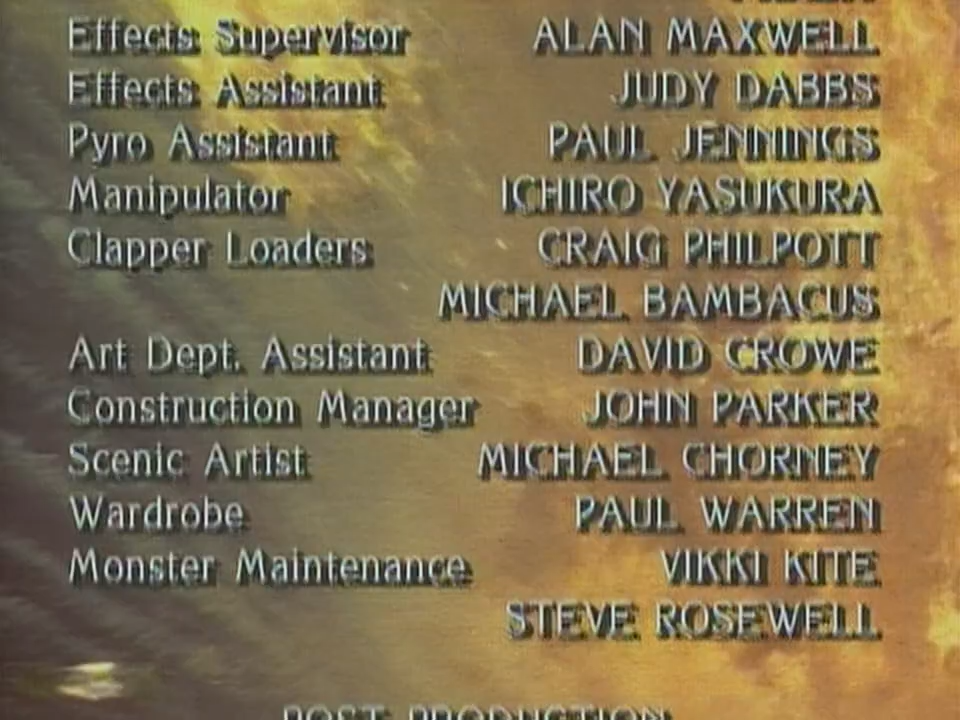 Effects Supervisor ALAN MAXWELL
Effects Assistant JUDY DABBS
Pyro Assistant PAUL JENNINGS
Manipulator ICHIRO YASUKURA
Clapper Loaders CRAIG PHILPOTT
MICHAEL BAMBACUS
Art Dept. Assistant DAVID CROWE
Construction Manager JOHN PARKER
Scenic Artist MICHAEL CHORNEY
Wardrobe PAUL WARREN
Monster Maintenance VIKKI KITE
STEVE ROSEWELL
POST PRODUCTION